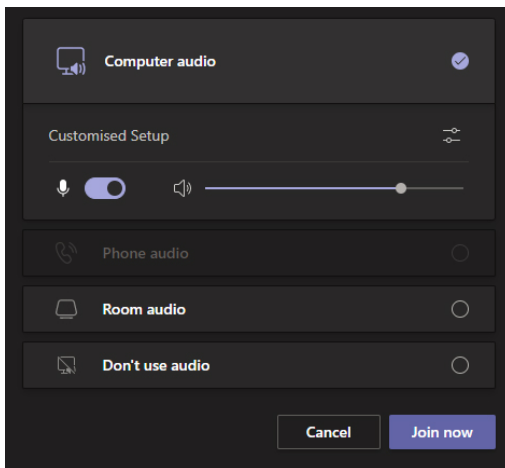 Computer audio
Customised Setup
Phone audio
Room audio
Don't use audio
Cancel Join now